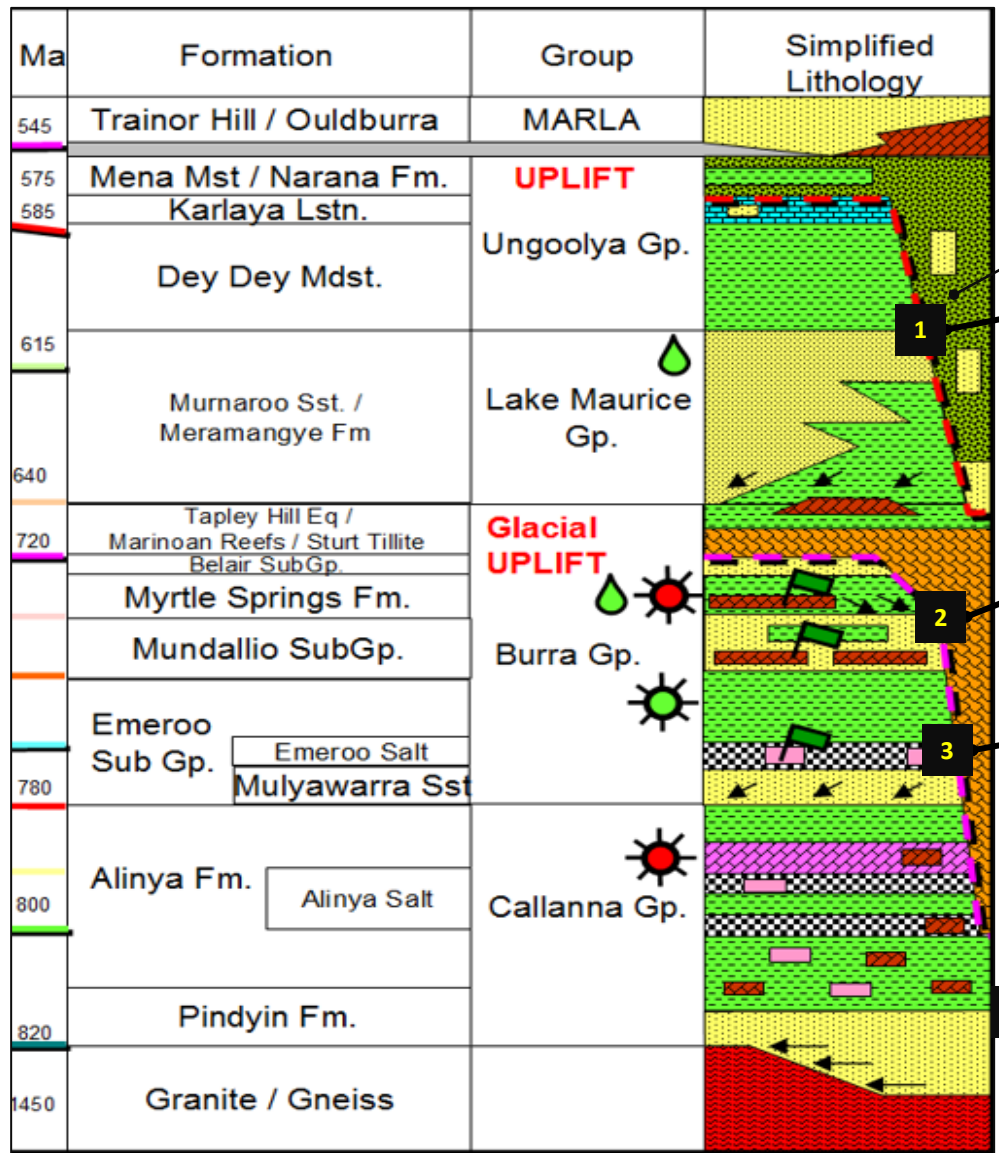 Ma
Formation
Group
Simplified
Lithology
545
Trainor Hill / Ouldburra
MARLA
575
Mena Mst / Narana Fm.
UPLIFT
585
Karlaya Lstn.
Ungoolya Gp.
Dey Dey Mdst.
1
615
Murnaroo Sst. /
Meramangye Fm
Lake Maurice
Gp.
640
Tapley Hill Eq /
Marinoan Reefs / Sturt Tillite
Glacial
UPLIFT
720
Belair SubGp.
Myrtle Springs Fm.
2
Mundallio SubGp.
Burra Gp.
Emeroo
Sub Gp.
Emeroo Salt
3
Mulyawarra Sst
780
Alinya Fm.
Alinya Salt
800
Callanna Gp.
Pindyin Fm.
820
1450
Granite / Gneiss